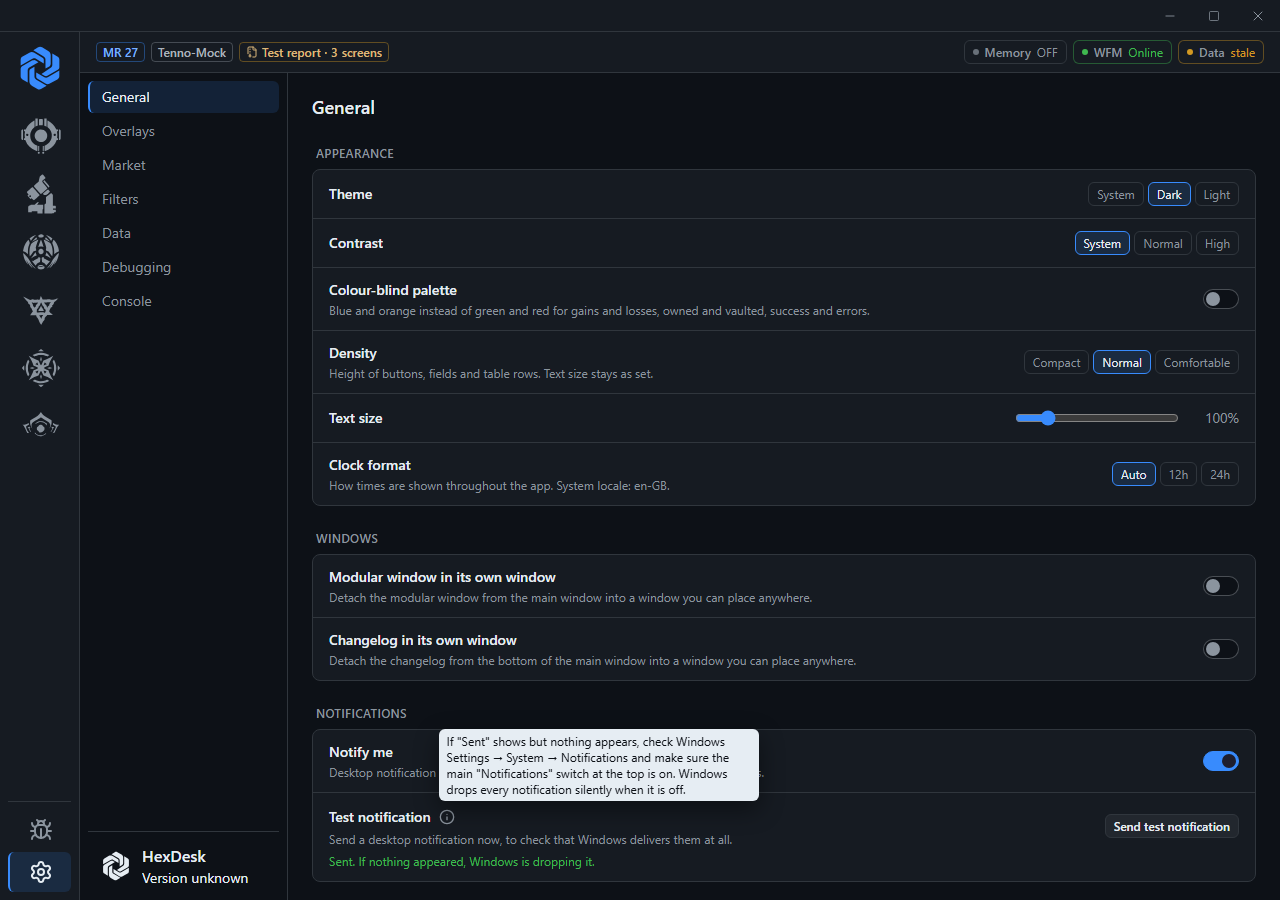 MR 27
Tenno-Mock
Test report · 3 screens
Memory OFF
WFM Online
Data stale
General
Overlays
Market
Filters
Data
Debugging
Console
HexDesk
Version unknown
General
APPEARANCE
Theme
System
Dark
Light
Contrast
System
Normal
High
Colour-blind palette
Blue and orange instead of green and red for gains and losses, owned and vaulted, success and errors.
Density
Height of buttons, fields and table rows. Text size stays as set.
Compact
Normal
Comfortable
Text size
100%
Clock format
How times are shown throughout the app. System locale: en-GB.
Auto
12h
24h
WINDOWS
Modular window in its own window
Detach the modular window from the main window into a window you can place anywhere.
Changelog in its own window
Detach the changelog from the bottom of the main window into a window you can place anywhere.
NOTIFICATIONS
Notify me
Desktop notification
If "Sent" shows but nothing appears, check Windows
Settings → System → Notifications and make sure the
main "Notifications" switch at the top is on. Windows
drops every notification silently when it is off.
Test notification
Send a desktop notification now, to check that Windows delivers them at all.
Sent. If nothing appeared, Windows is dropping it.
Send test notification